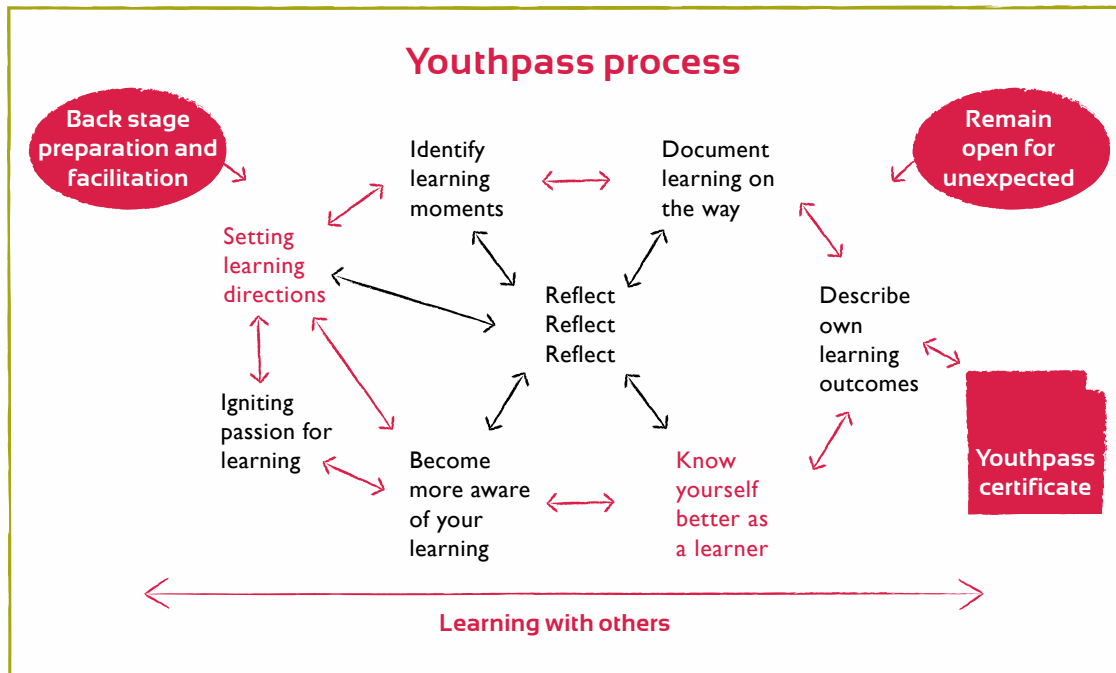 Youthpass process
Back stage
preparation and
facilitation
Remain
open for
unexpected
Identify
learning
moments
Document
learning on
the way
Setting
learning
directions
Reflect
Reflect
Reflect
Describe
own
learning
outcomes
Igniting
passion for
learning
Become
more aware
of your
learning
Know
yourself
better as
a learner
Youthpass
certificate
Learning with others